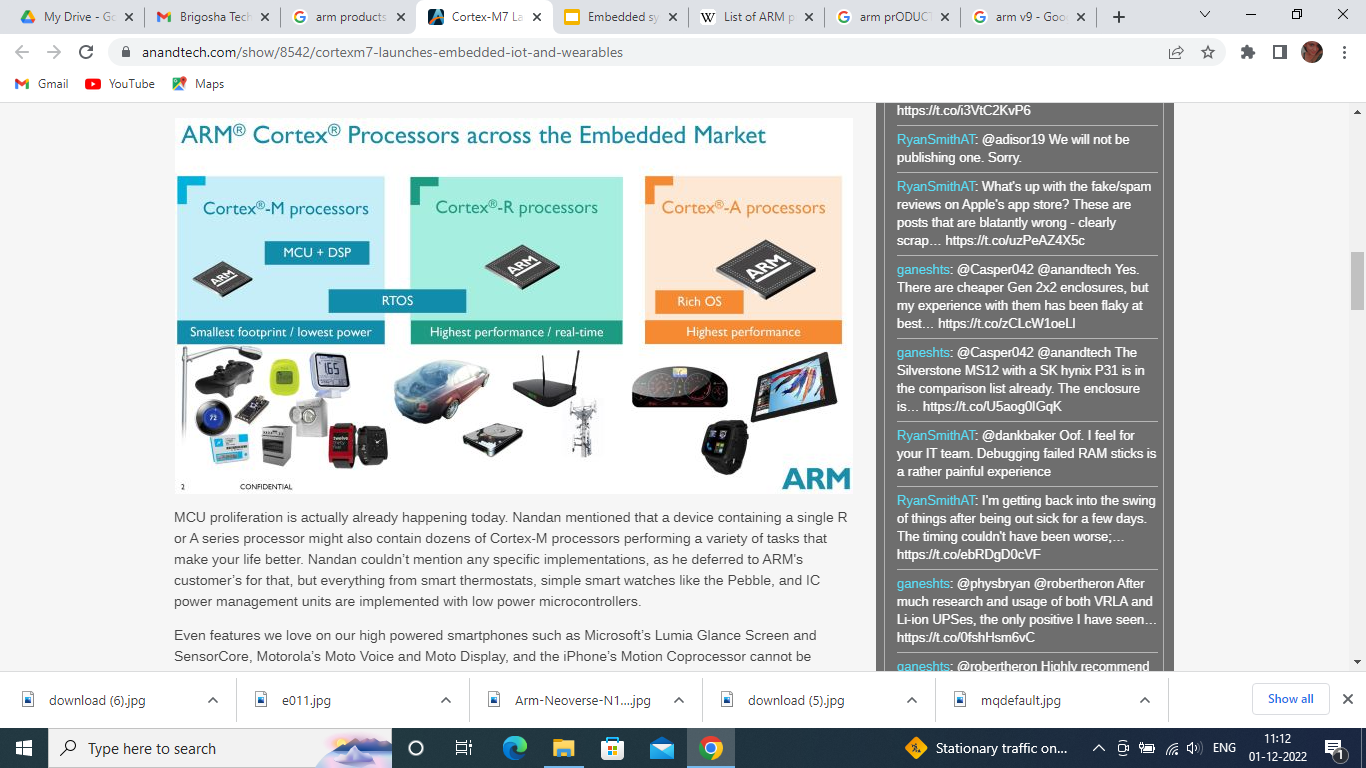 My Drive - Go
Brigosha Tech
arm products
Cortex-M7 La
Embedded sy
List of ARM p
arm prODUCT
arm v9 - Goo
anandtech.com/show/8542/cortexm7-launches-embedded-iot-and-wearables
Gmail
YouTube
Maps
ARM® Cortex® Processors across the Embedded Market
Cortex®-M processors
Cortex®-R processors
Cortex®-A processors
MCU + DSP
ARM
ARM
ARM
RTOS
Rich OS
Smallest footprint / lowest power
Highest performance / real-time
Highest performance
72
ARM
2
CONFIDENTIAL
MCU proliferation is actually already happening today. Nandan mentioned that a device containing a single R
or A series processor might also contain dozens of Cortex-M processors performing a variety of tasks that
make your life better. Nandan couldn't mention any specific implementations, as he deferred to ARM's
customer's for that, but everything from smart thermostats, simple smart watches like the Pebble, and IC
power management units are implemented with low power microcontrollers.
Even features we love on our high powered smartphones such as Microsoft's Lumia Glance Screen and
SensorCore, Motorola's Moto Voice and Moto Display, and the iPhone's Motion Coprocessor cannot be
https://t.co/i3VtC2KvP6
RyanSmithAT: @adisor19 We will not be
publishing one. Sorry.
RyanSmithAT: What's up with the fake/spam
reviews on Apple's app store? These are
posts that are blatantly wrong - clearly
scrap… https://t.co/uzPeAZ4X5c
ganeshts: @Casper042 @anandtech Yes.
There are cheaper Gen 2x2 enclosures, but
my experience with them has been flaky at
best… https://t.co/zCLcW1oeLl
ganeshts: @Casper042 @anandtech The
Silverstone MS12 with a SK hynix P31 is in
the comparison list already. The enclosure
is… https://t.co/U5aog0lGqK
RyanSmithAT: @dankbaker Oof. I feel for
your IT team. Debugging failed RAM sticks is
a rather painful experience
RyanSmithAT: I'm getting back into the swing
of things after being out sick for a few days.
The timing couldn't have been worse;…
https://t.co/ebRDgD0cVF
ganeshts: @physbryan @robertheron After
much research and usage of both VRLA and
Li-ion UPSes, the only positive I have seen…
https://t.co/0fshHsm6vC
ganeshts: @robertheron Highly recommend
download (6).jpg
e011.jpg
Arm-Neoverse-N1....jpg
download (5).jpg
mqdefault.jpg
Show all
Type here to search
Stationary traffic on...
ENG
11:12
01-12-2022
1